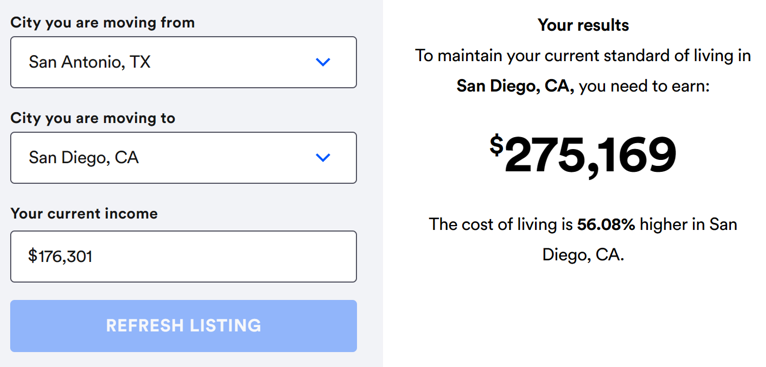 City you are moving from
San Antonio, TX
City you are moving to
San Diego, CA
Your current income
$176,301
REFRESH LISTING
Your results
To maintain your current standard of living in
San Diego, CA, you need to earn:
$275,169
The cost of living is 56.08% higher in San
Diego, CA.